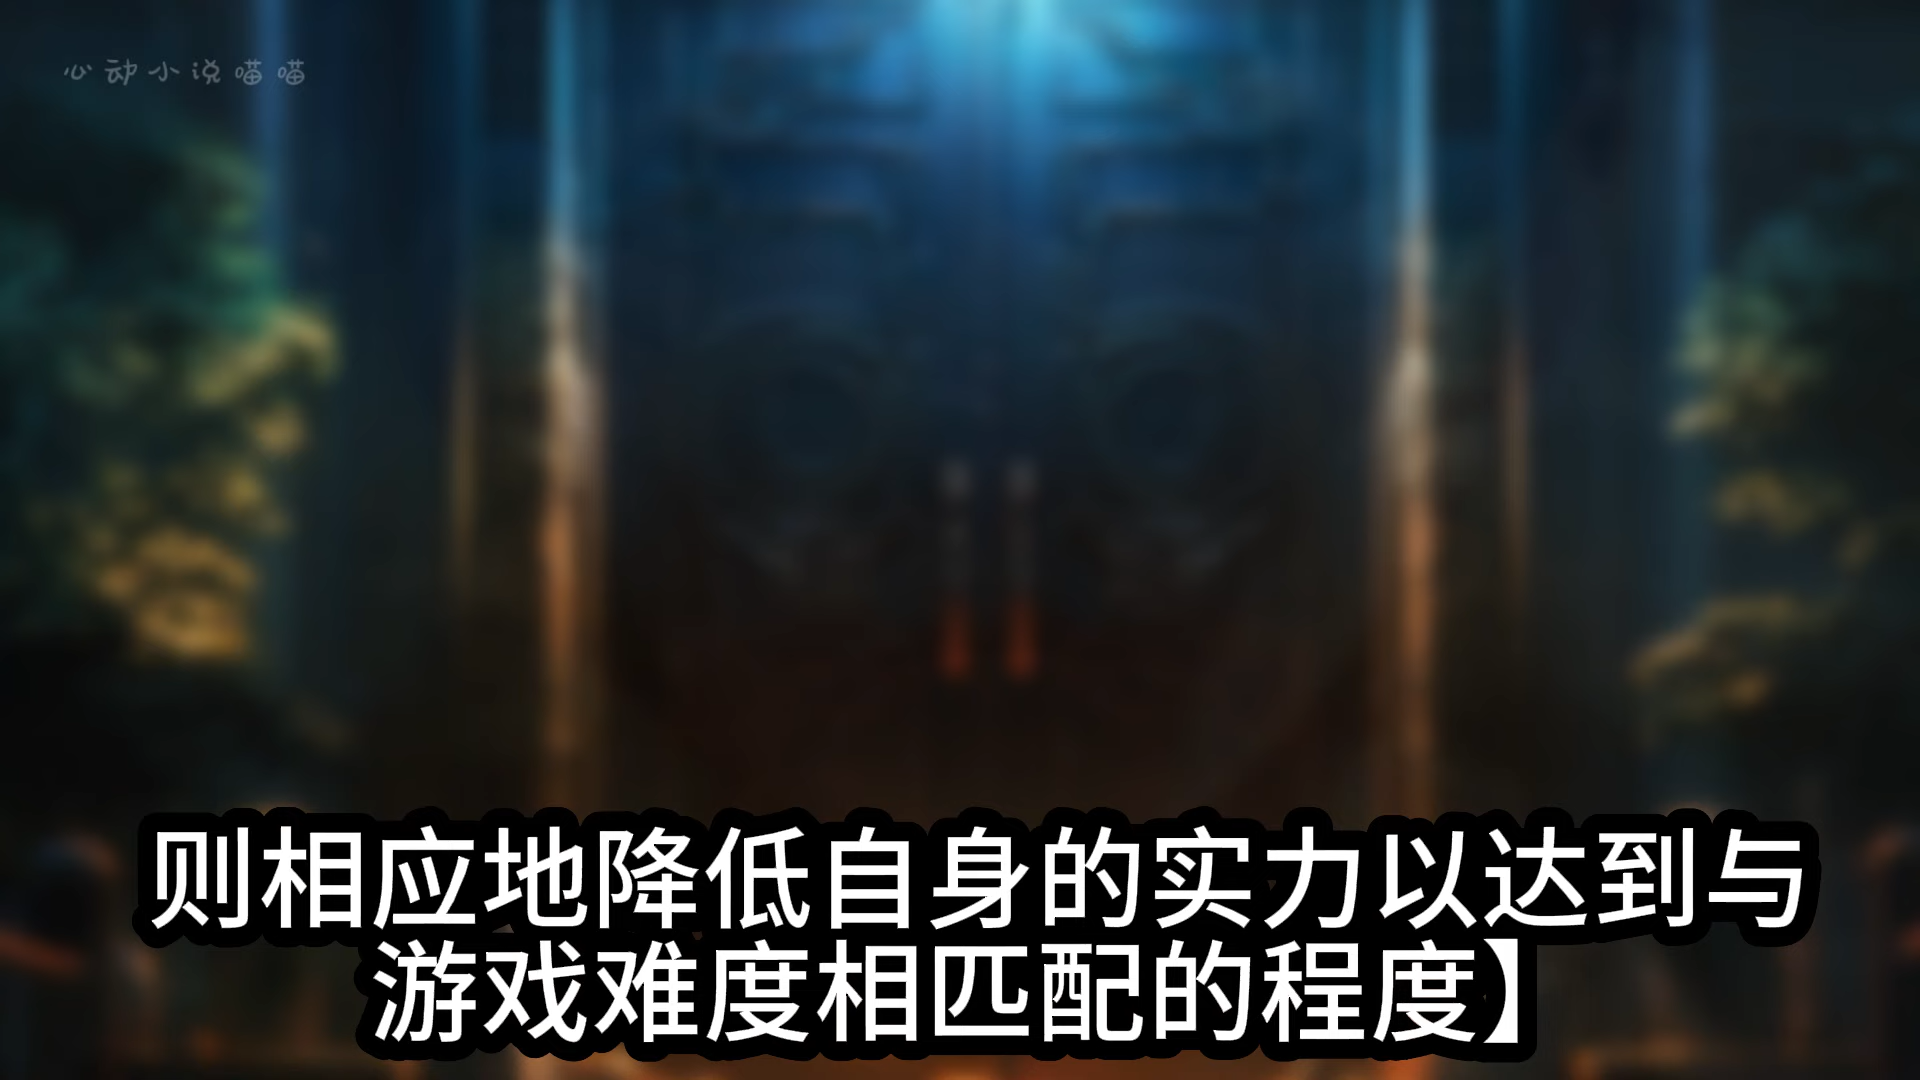 心动小说喵喵
则相应地降低自身的实力以达到与
游戏难度相匹配的程度】